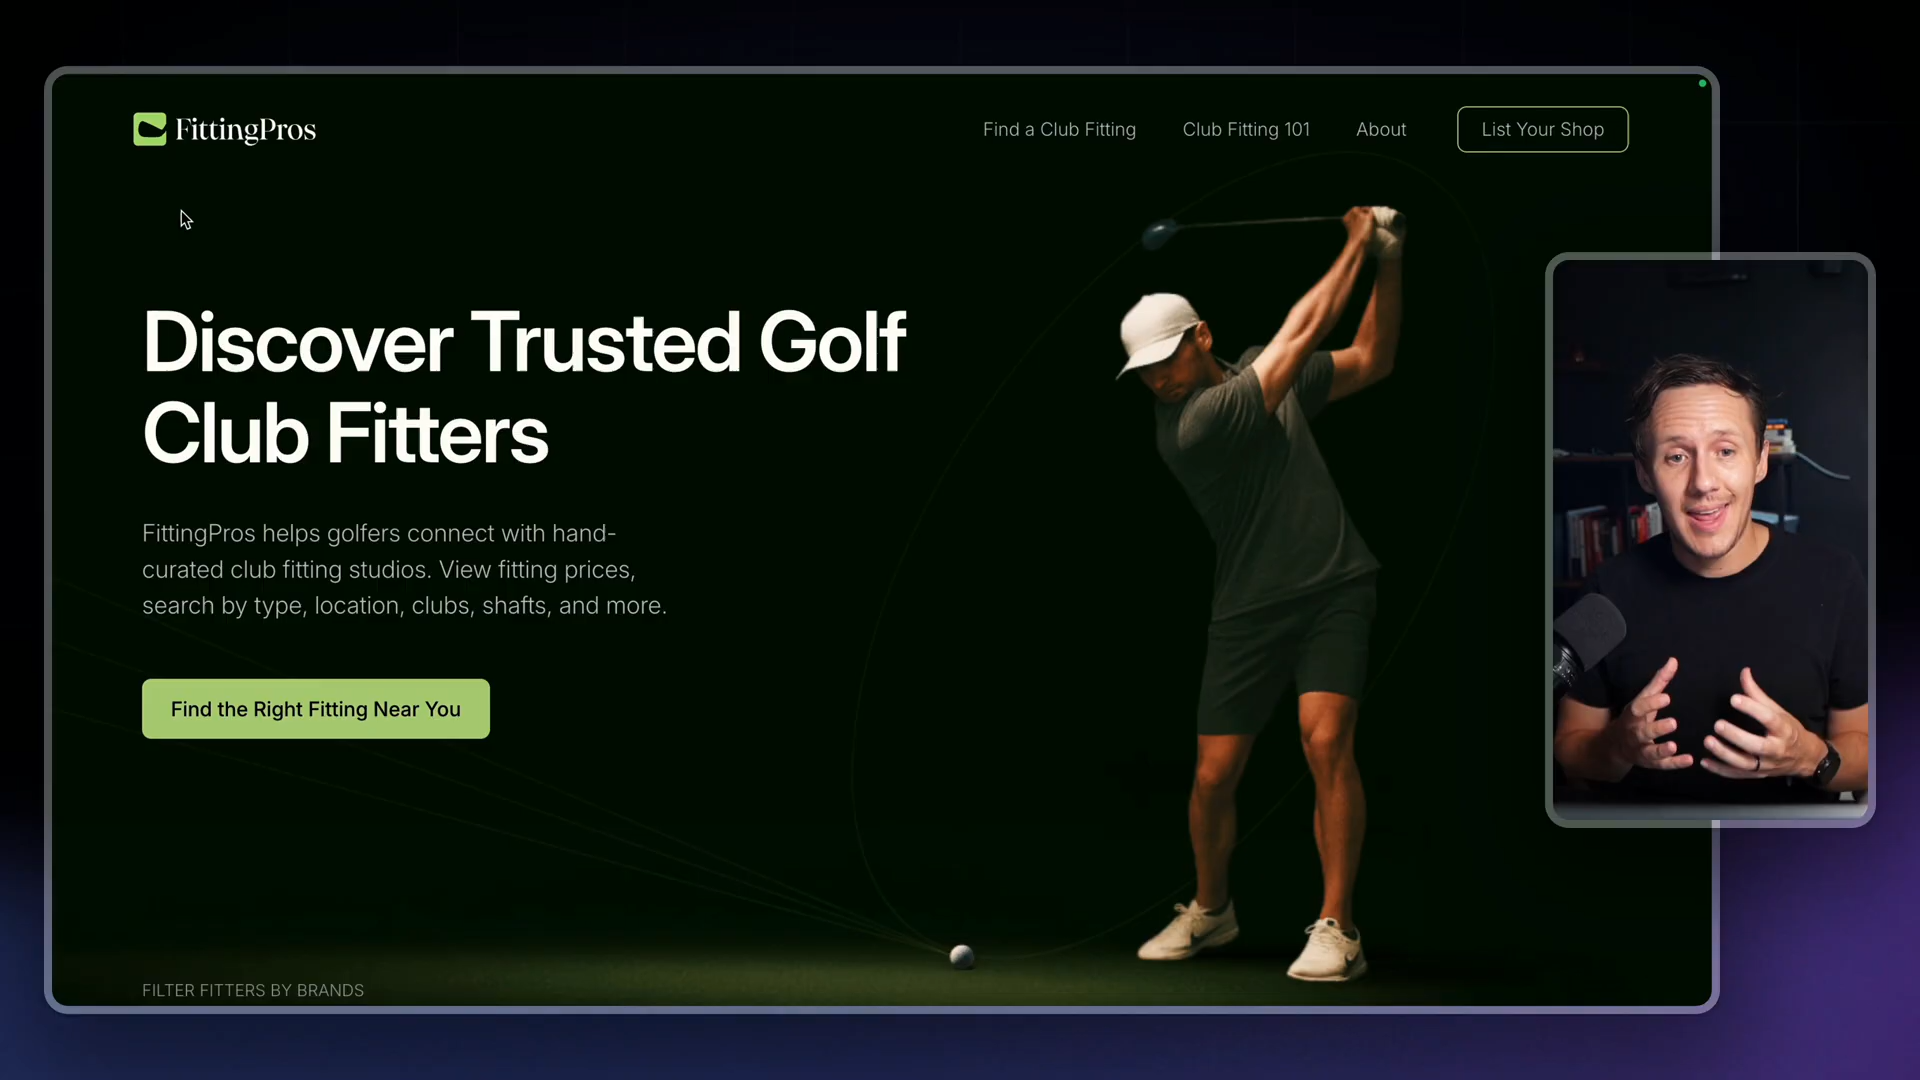 FittingPros
Find a Club Fitting
Club Fitting 101
About
List Your Shop
Discover Trusted Golf
Club Fitters
FittingPros helps golfers connect with hand-
curated club fitting studios. View fitting prices,
search by type, location, clubs, shafts, and more.
Find the Right Fitting Near You
FILTER FITTERS BY BRANDS